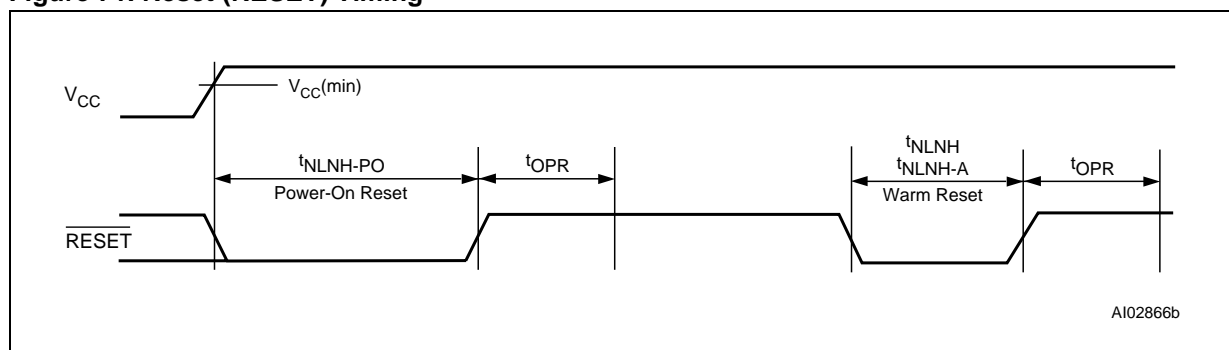 Figure Reset (RESET) Timing
VCC
VCC(min)
tNLNH-PO
Power-On Reset
tOPR
tNLNH
tNLNH-A
Warm Reset
tOPR
RESET
AI02866b